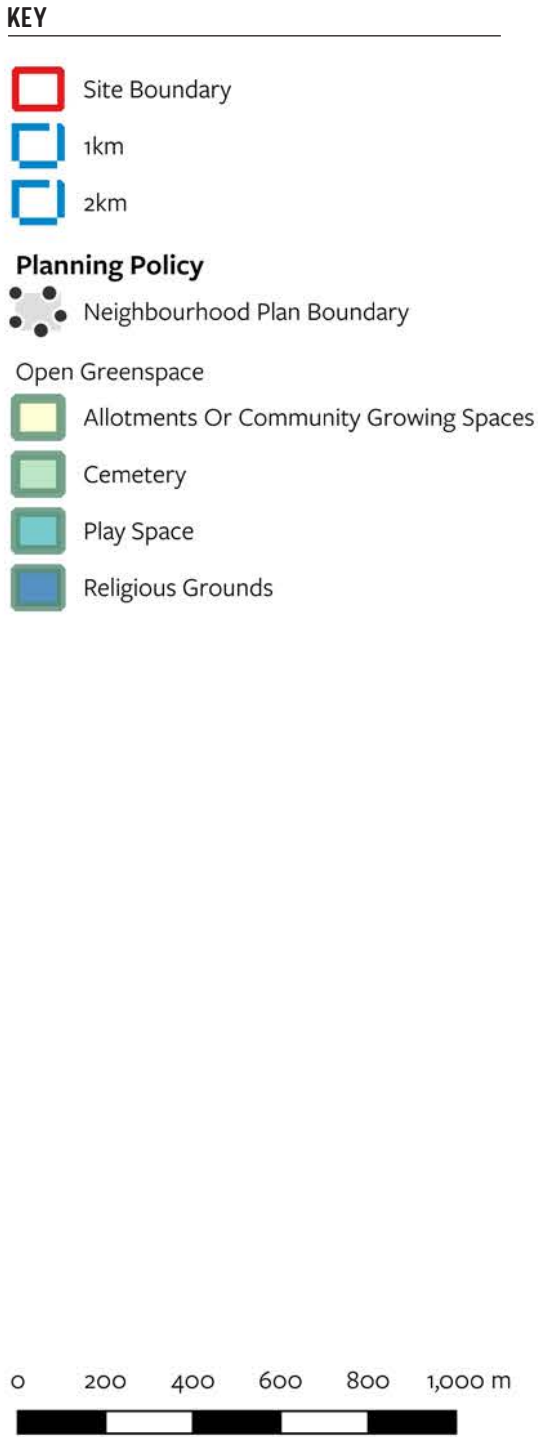 KEY
Site Boundary
1km
2km
Planning Policy
Neighbourhood Plan Boundary
Open Greenspace
Allotments Or Community Growing Spaces
Cemetery
Play Space
Religious Grounds
0 200 400 600 800 1,000 m